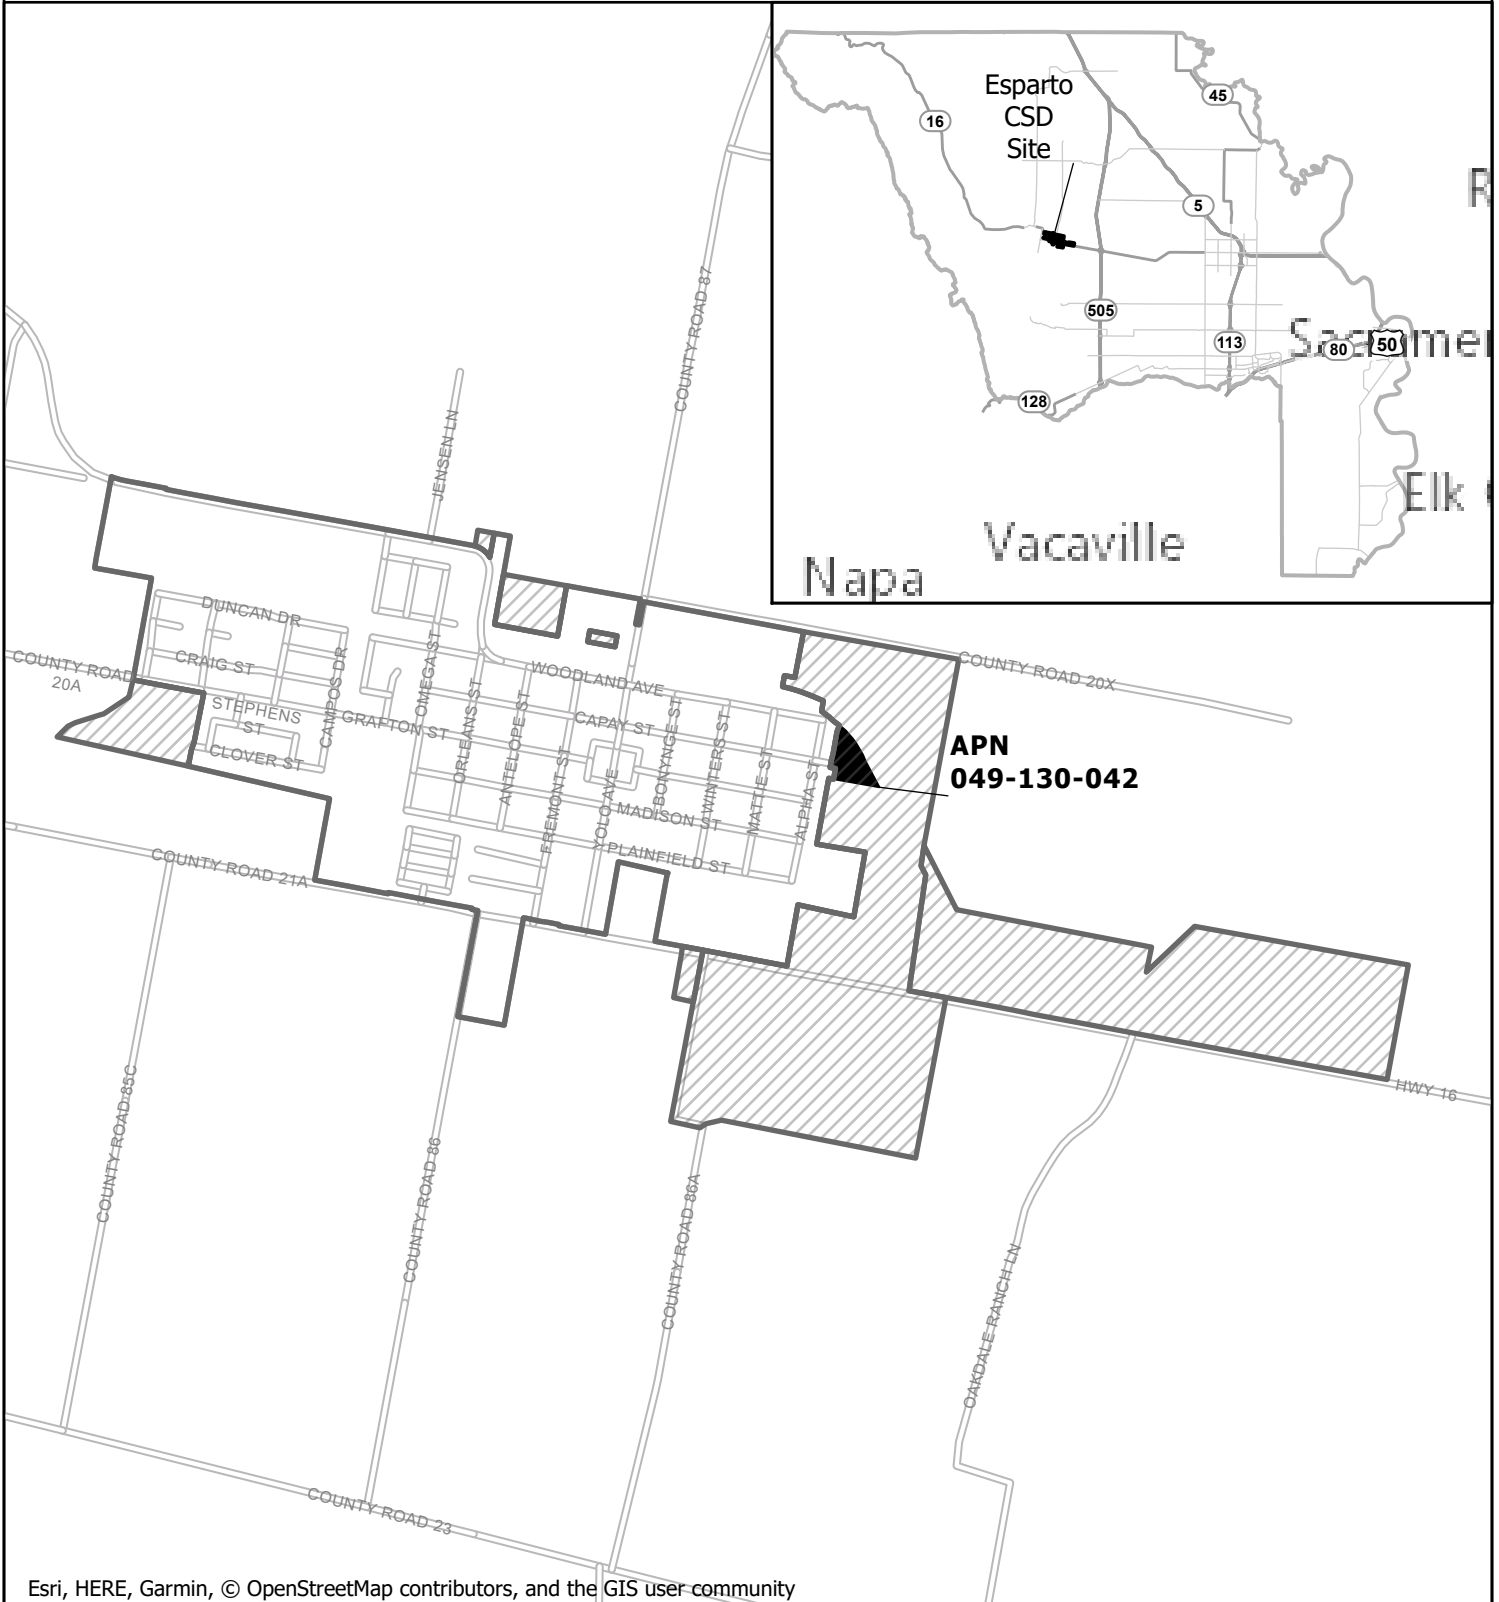 Esparto
CSD
Site
45
16
5
R
505
113
80
50
128
Elk
Vacaville
Napa
COUNTY ROAD 87
JENSEN LN
DUNCAN DR
CRAIG ST
COUNTY ROAD
20A
STEPHENS
ST
CLOVER ST
CAMPOS DR
GRAFTON ST
OMEGA ST
ORLEANS ST
ANTELOPE ST
FREMONT ST
WOODLAND AVE
CAPAY ST
YOLO AVE
BONYNGE ST
WINTERS ST
MATTIE ST
ALPHA ST
MADISON ST
PLAINFIELD ST
COUNTY ROAD 20X
APN
049-130-042
COUNTY ROAD 21A
HWY 16
COUNTY ROAD 85C
COUNTY ROAD 86
COUNTY ROAD 86A
OAKDALE RANCH LN
COUNTY ROAD 23
Esri, HERE, Garmin, © OpenStreetMap contributors, and the GIS user community